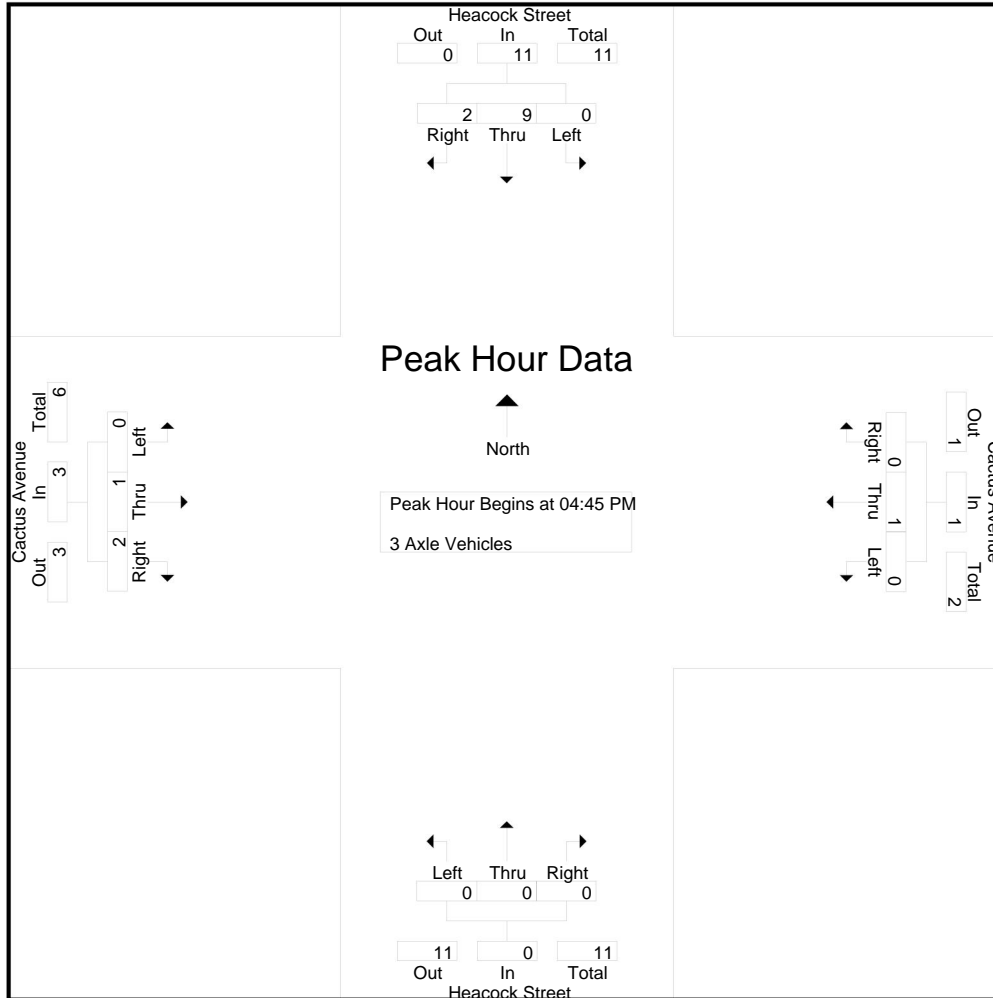 Heacock Street
Out In Total
0 11 11
2 9 0
Right Thru Left
Peak Hour Data
North
Peak Hour Begins at 04:45 PM
3 Axle Vehicles
Cactus Avenue
Total In Out
6 3 3
0 1 2
Left Thru Right
Right Thru Left
0 1 0
1 1 2
Out In Total
Cactus Avenue
Left Thru Right
0 0 0
11 0 11
Out In Total
Heacock Street